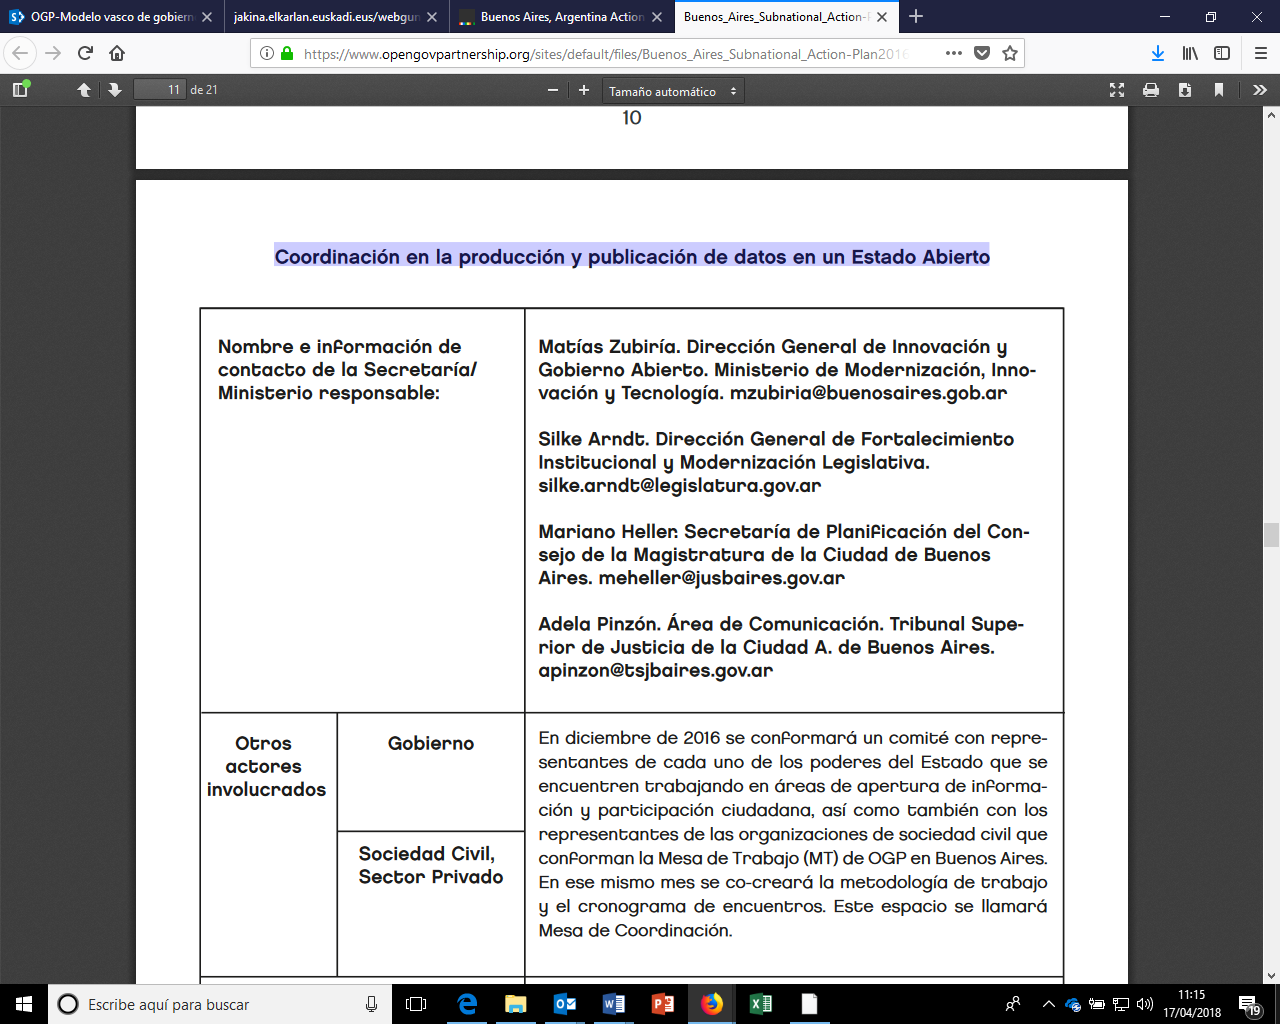 OGP-Modelo vasco de gobiern
jakina.elkarlan.euskadi.eus/webgun
Buenos Aires, Argentina Action
Buenos_Aires_Subnational_Action-P
https://www.opengovpartnership.org/sites/default/files/Buenos_Aires_Subnational_Action-Plan2016
11 de 21
Tamaño automático
10
Coordinación en la producción y publicación de datos en un Estado Abierto
Nombre e información de
contacto de la Secretaría/
Ministerio responsable:
Matías Zubiría. Dirección General de Innovación y
Gobierno Abierto. Ministerio de Modernización, Inno-
vación y Tecnología. mzubiria@buenosaires.gob.ar
Silke Arndt. Dirección General de Fortalecimiento
Institucional y Modernización Legislativa.
silke.arndt@legislatura.gov.ar
Mariano Heller. Secretaría de Planificación del Con-
sejo de la Magistratura de la Ciudad de Buenos
Aires. meheller@jusbaires.gov.ar
Adela Pinzón. Área de Comunicación. Tribunal Supe-
rior de Justicia de la Ciudad A. de Buenos Aires.
apinzon@tsjbaires.gov.ar
Otros
actores
involucrados
Gobierno
Sociedad Civil,
Sector Privado
En diciembre de 2016 se conformará un comité con repre-
sentantes de cada uno de los poderes del Estado que se
encuentren trabajando en áreas de apertura de informa-
ción y participación ciudadana, así como también con los
representantes de las organizaciones de sociedad civil que
conforman la Mesa de Trabajo (MT) de OGP en Buenos Aires.
En ese mismo mes se co-creará la metodología de trabajo
y el cronograma de encuentros. Este espacio se llamará
Mesa de Coordinación.
Escribe aquí para buscar
11:15
17/04/2018
19